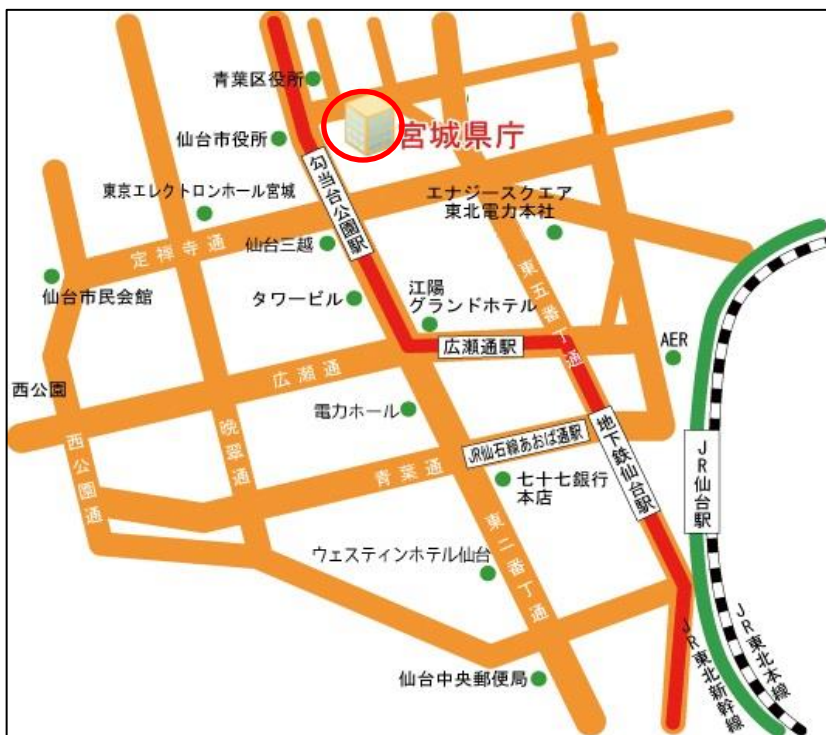 青葉区役所
宮城県庁
仙台市役所
勾当台公園駅
東京エレクトロンホール宮城
エナジースクエア
東北電力本社
定禅寺通
仙台三越
東五番丁通
仙台市民会館
タワービル
江陽
グランドホテル
広瀬通駅
AER
広瀬通
西公園
電力ホール
晩翠通
西公園通
JR仙石線あおば通駅
地下鉄仙台駅
JR仙台駅
青葉通
七十七銀行
本店
東二番丁通
ウェスティンホテル仙台
JR東北本線
JR東北新幹線
仙台中央郵便局